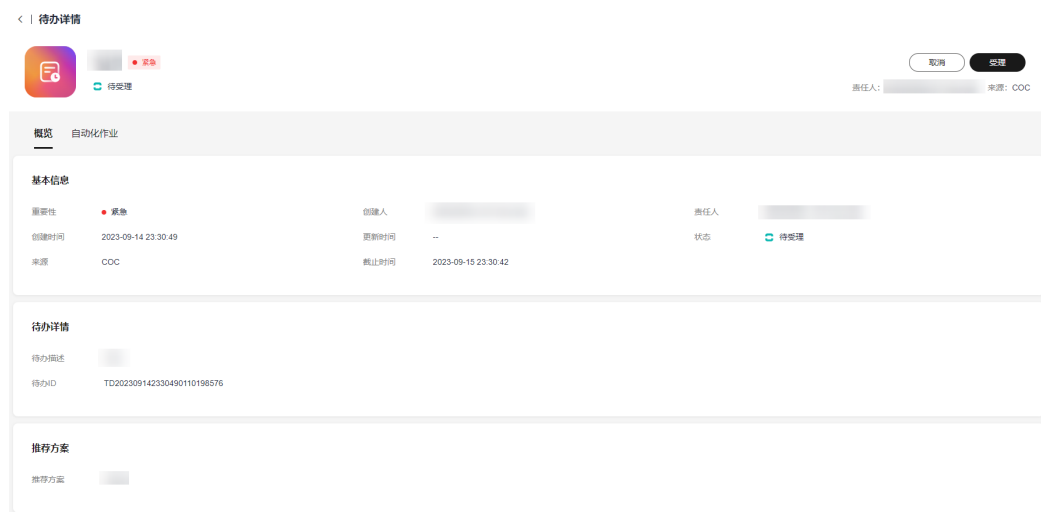 待办详情
紧急
待受理
取消 受理
责任人: 来源: COC
概览 自动化作业
基本信息
重要性 紧急 创建人 责任人
创建时间 2023-09-14 23:30:49 更新时间 -- 状态 待受理
来源 COC 截止时间 2023-09-15 23:30:42
待办详情
待办描述
待办ID TD202309142330490110198576
推荐方案
推荐方案